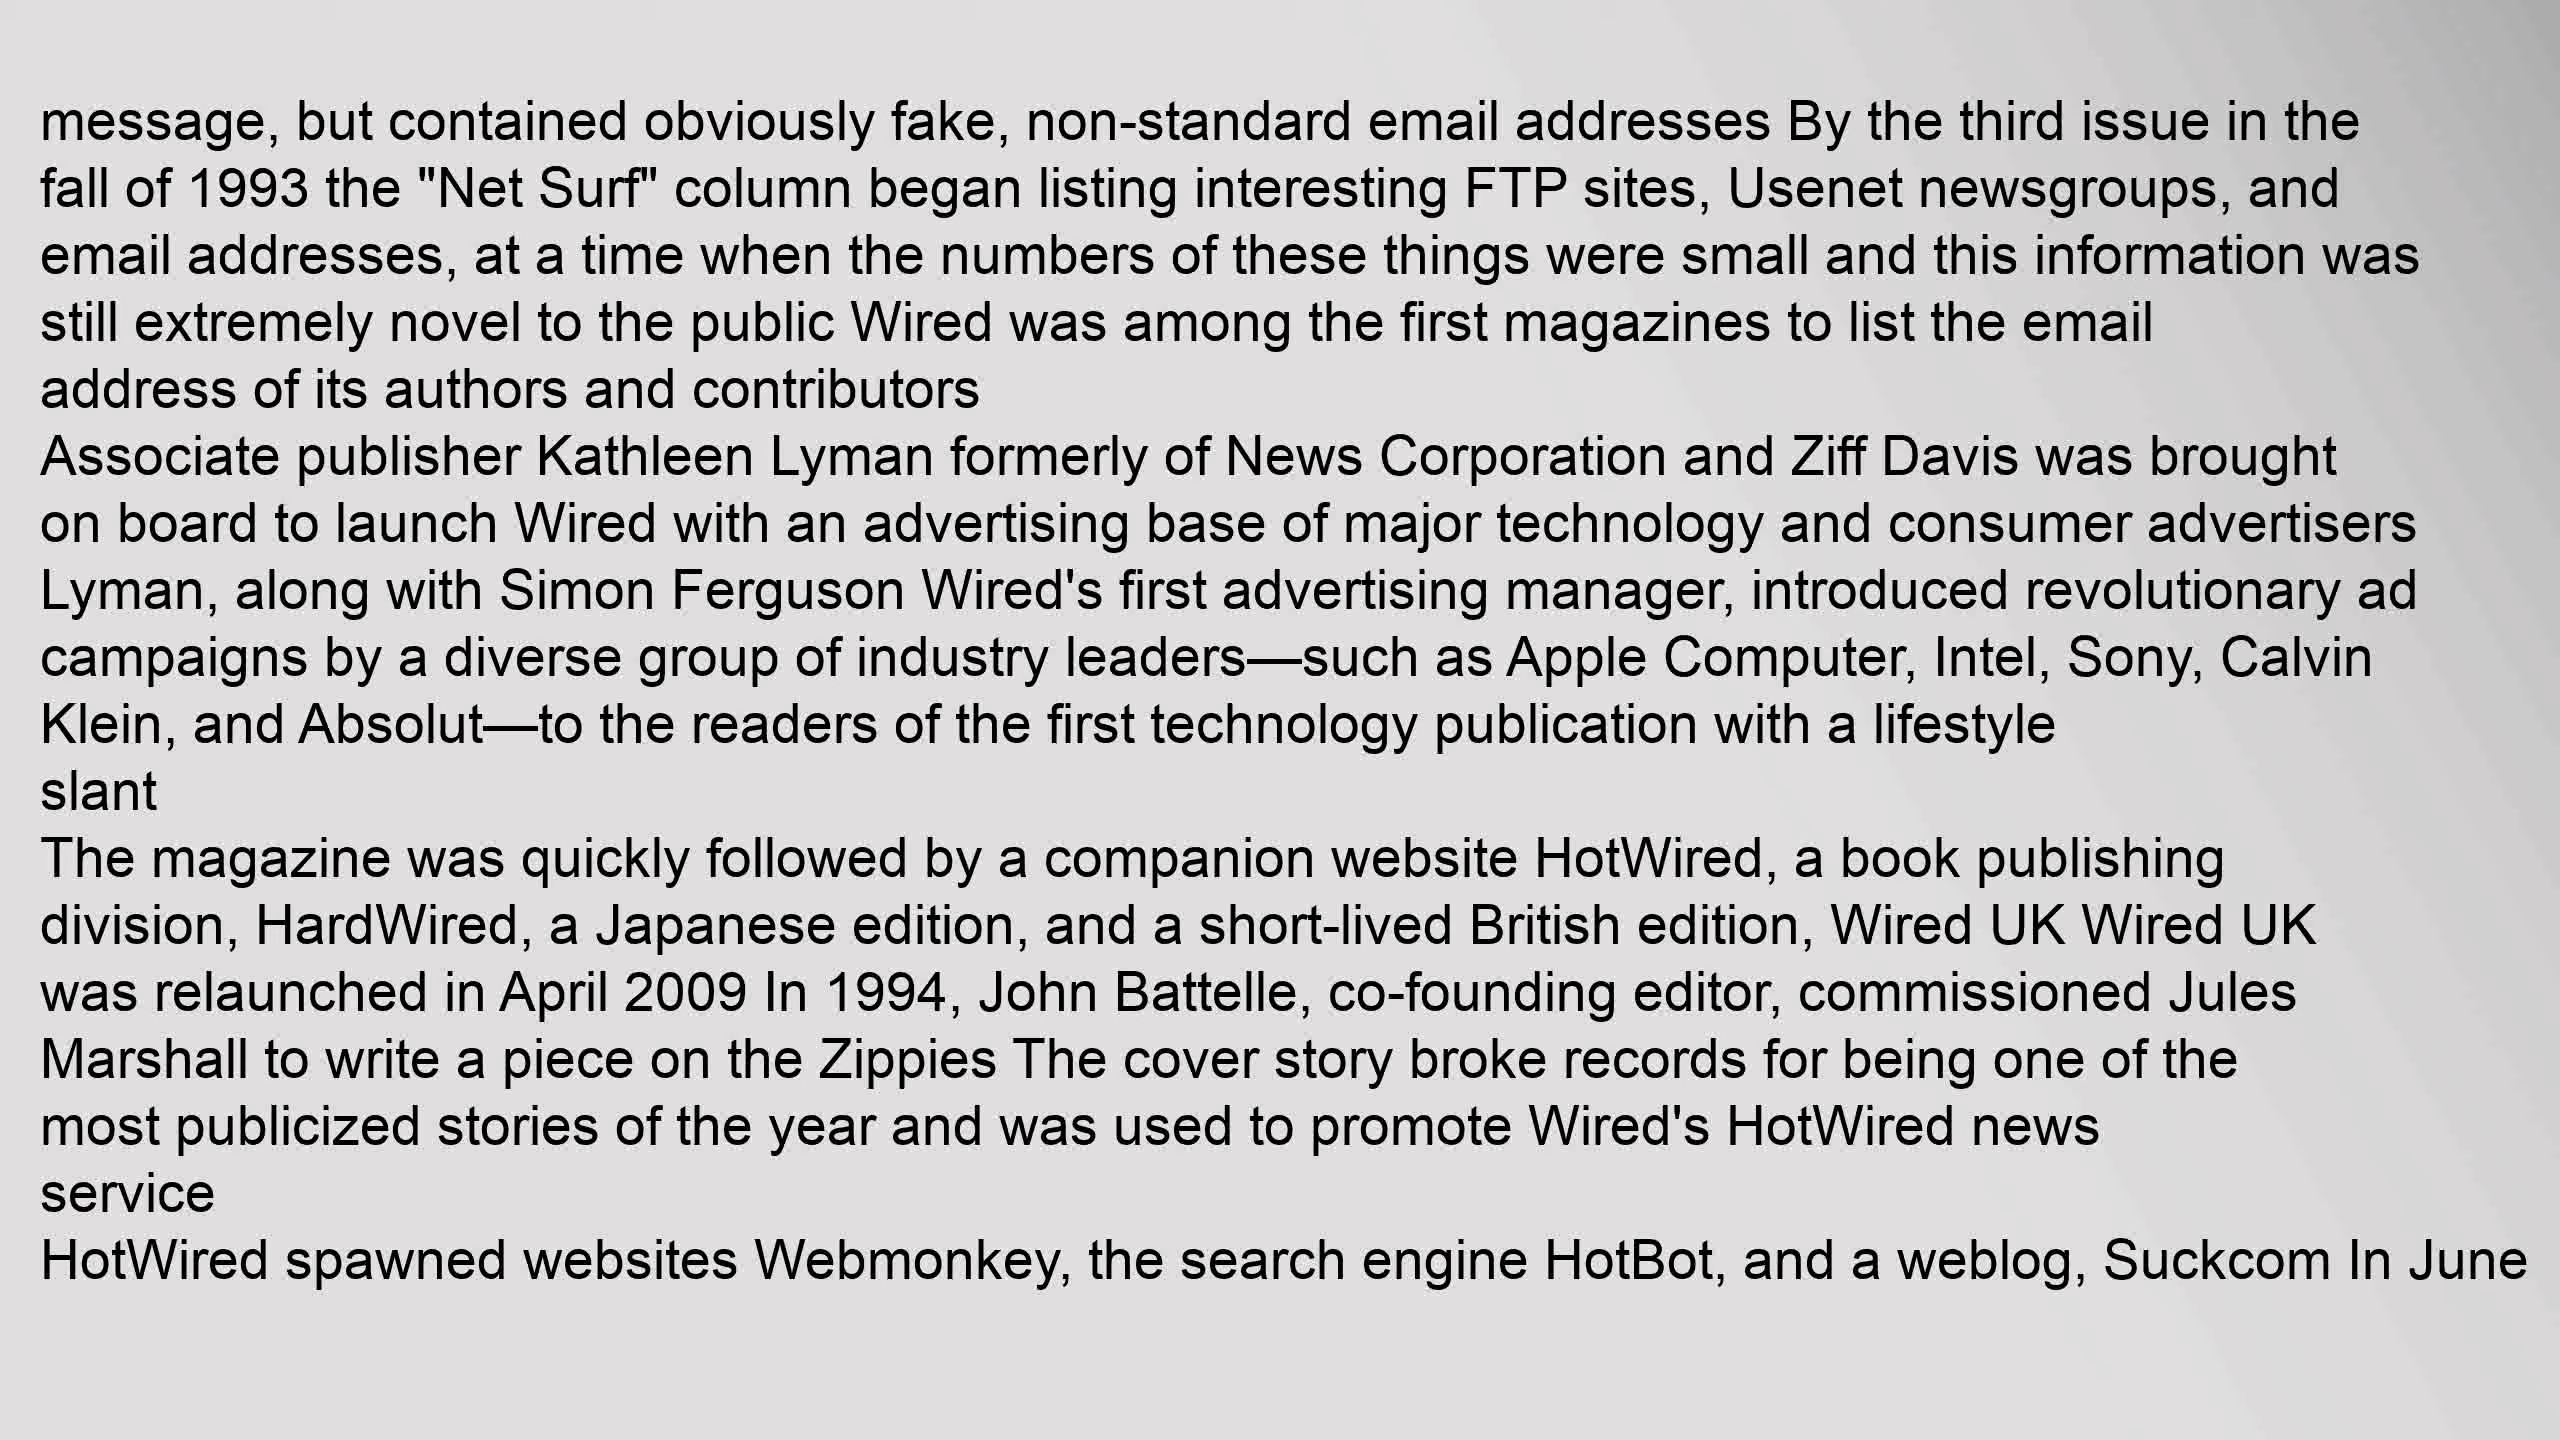 message, but contained obviously fake, non-standard email addresses By the third issue in the
fall of 1993 the "Net Surf" column began listing interesting FTP sites, Usenet newsgroups, and
email addresses, at a time when the numbers of these things were small and this information was
still extremely novel to the public Wired was among the first magazines to list the email
address of its authors and contributors
Associate publisher Kathleen Lyman formerly of News Corporation and Ziff Davis was brought
on board to launch Wired with an advertising base of major technology and consumer advertisers
Lyman, along with Simon Ferguson Wired's first advertising manager, introduced revolutionary ad
campaigns by a diverse group of industry leaders—such as Apple Computer, Intel, Sony, Calvin
Klein, and Absolut—to the readers of the first technology publication with a lifestyle
slant
The magazine was quickly followed by a companion website HotWired, a book publishing
division, HardWired, a Japanese edition, and a short-lived British edition, Wired UK Wired UK
was relaunched in April 2009 In 1994, John Battelle, co-founding editor, commissioned Jules
Marshall to write a piece on the Zippies The cover story broke records for being one of the
most publicized stories of the year and was used to promote Wired's HotWired news
service
HotWired spawned websites Webmonkey, the search engine HotBot, and a weblog, Suckcom In June